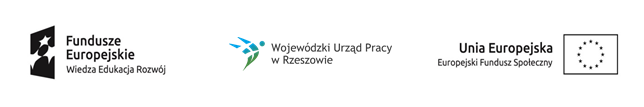 Fundusze
Europejskie
Wiedza Edukacja Rozwój
Wojewódzki Urząd Pracy
w Rzeszowie
Unia Europejska
Europejski Fundusz Społeczny